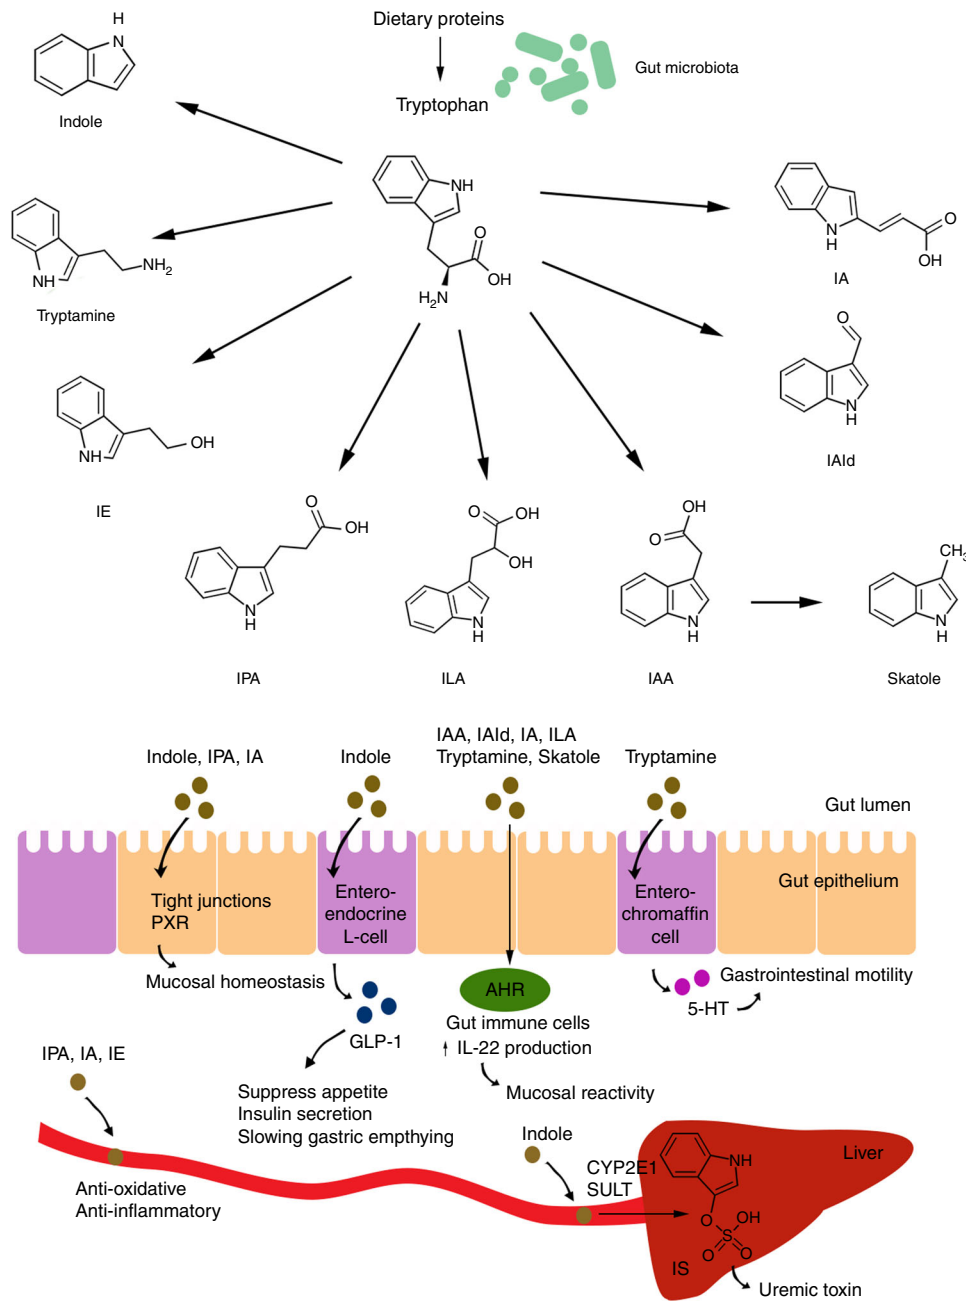 Dietary proteins
Gut microbiota
Tryptophan
H
N
Indole
NH
O
OH
H₂N
NH₂
NH
Tryptamine
N
H
O
OH
IA
O
N
H
IAld
OH
NH
IE
O
OH
N
H
IPA
O
OH
OH
N
H
ILA
OH
O
N
H
IAA
CH₃
N
H
Skatole
Indole, IPA, IA
Indole
IAA, IAld, IA, ILA
Tryptamine, Skatole
Tryptamine
Gut lumen
Gut epithelium
Tight junctions
PXR
Entero-
endocrine
L-cell
Entero-
chromaffin
cell
Mucosal homeostasis
GLP-1
AHR
Gut immune cells
↑ IL-22 production
Mucosal reactivity
5-HT
Gastrointestinal motility
Suppress appetite
Insulin secretion
Slowing gastric empthying
IPA, IA, IE
Anti-oxidative
Anti-inflammatory
Indole
CYP2E1
SULT
Liver
NH
O
OH
S
O
O
IS
Uremic toxin